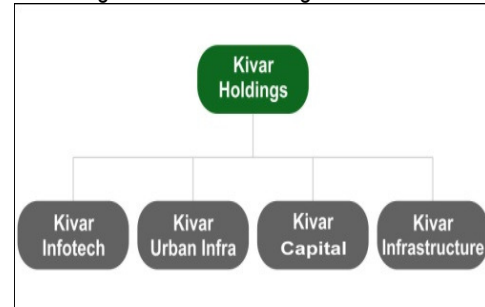 Kivar
Holdings
Kivar
Infotech
Kivar
Urban Infra
Kivar
Capital
Kivar
Infrastructure